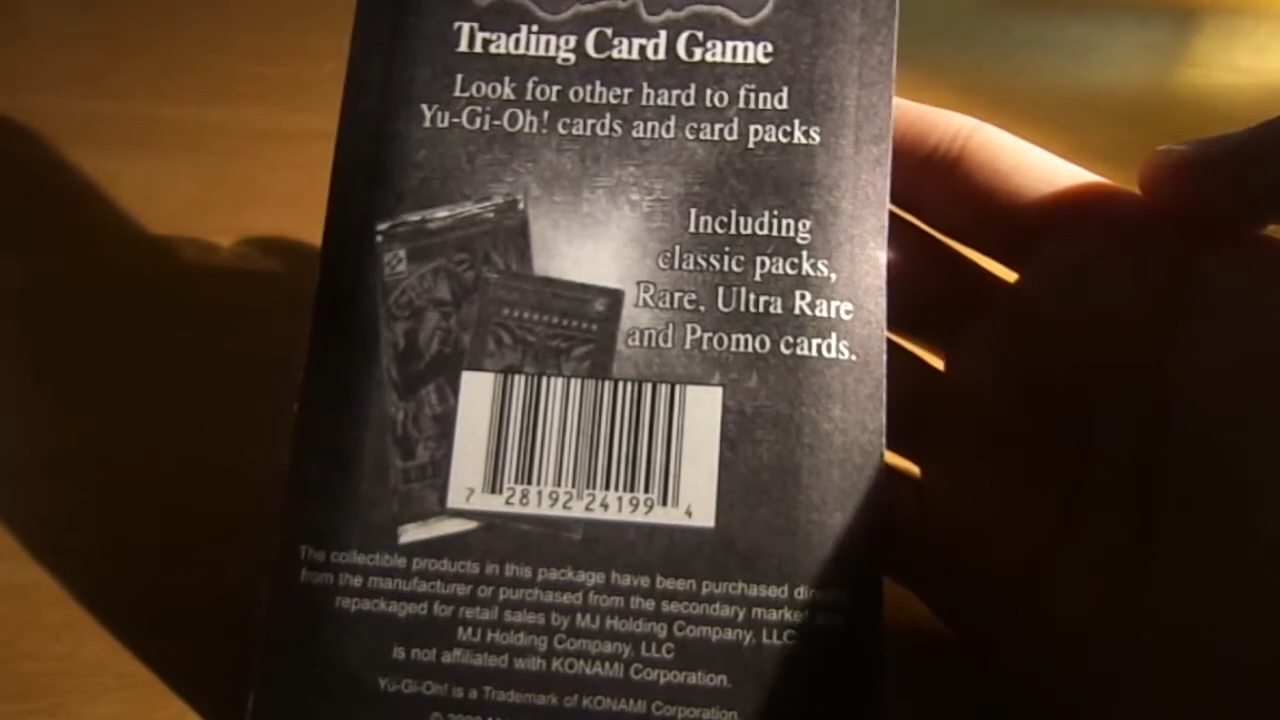 Trading Card Game
Look for other hard to find
Yu-Gi-Oh! cards and card packs
Including
classic packs,
Rare, Ultra Rare
and Promo cards.
7 28192 24199 4
The collectible products in this package have been purchased
from the manufacturer or purchased from the secondary market
repackaged for retail sales by MJ Holding Company, LLC.
MJ Holding Company, LLC
is not affiliated with KONAMI Corporation.
Yu-Gi-Oh! is a Trademark of KONAMI Corporation.
©